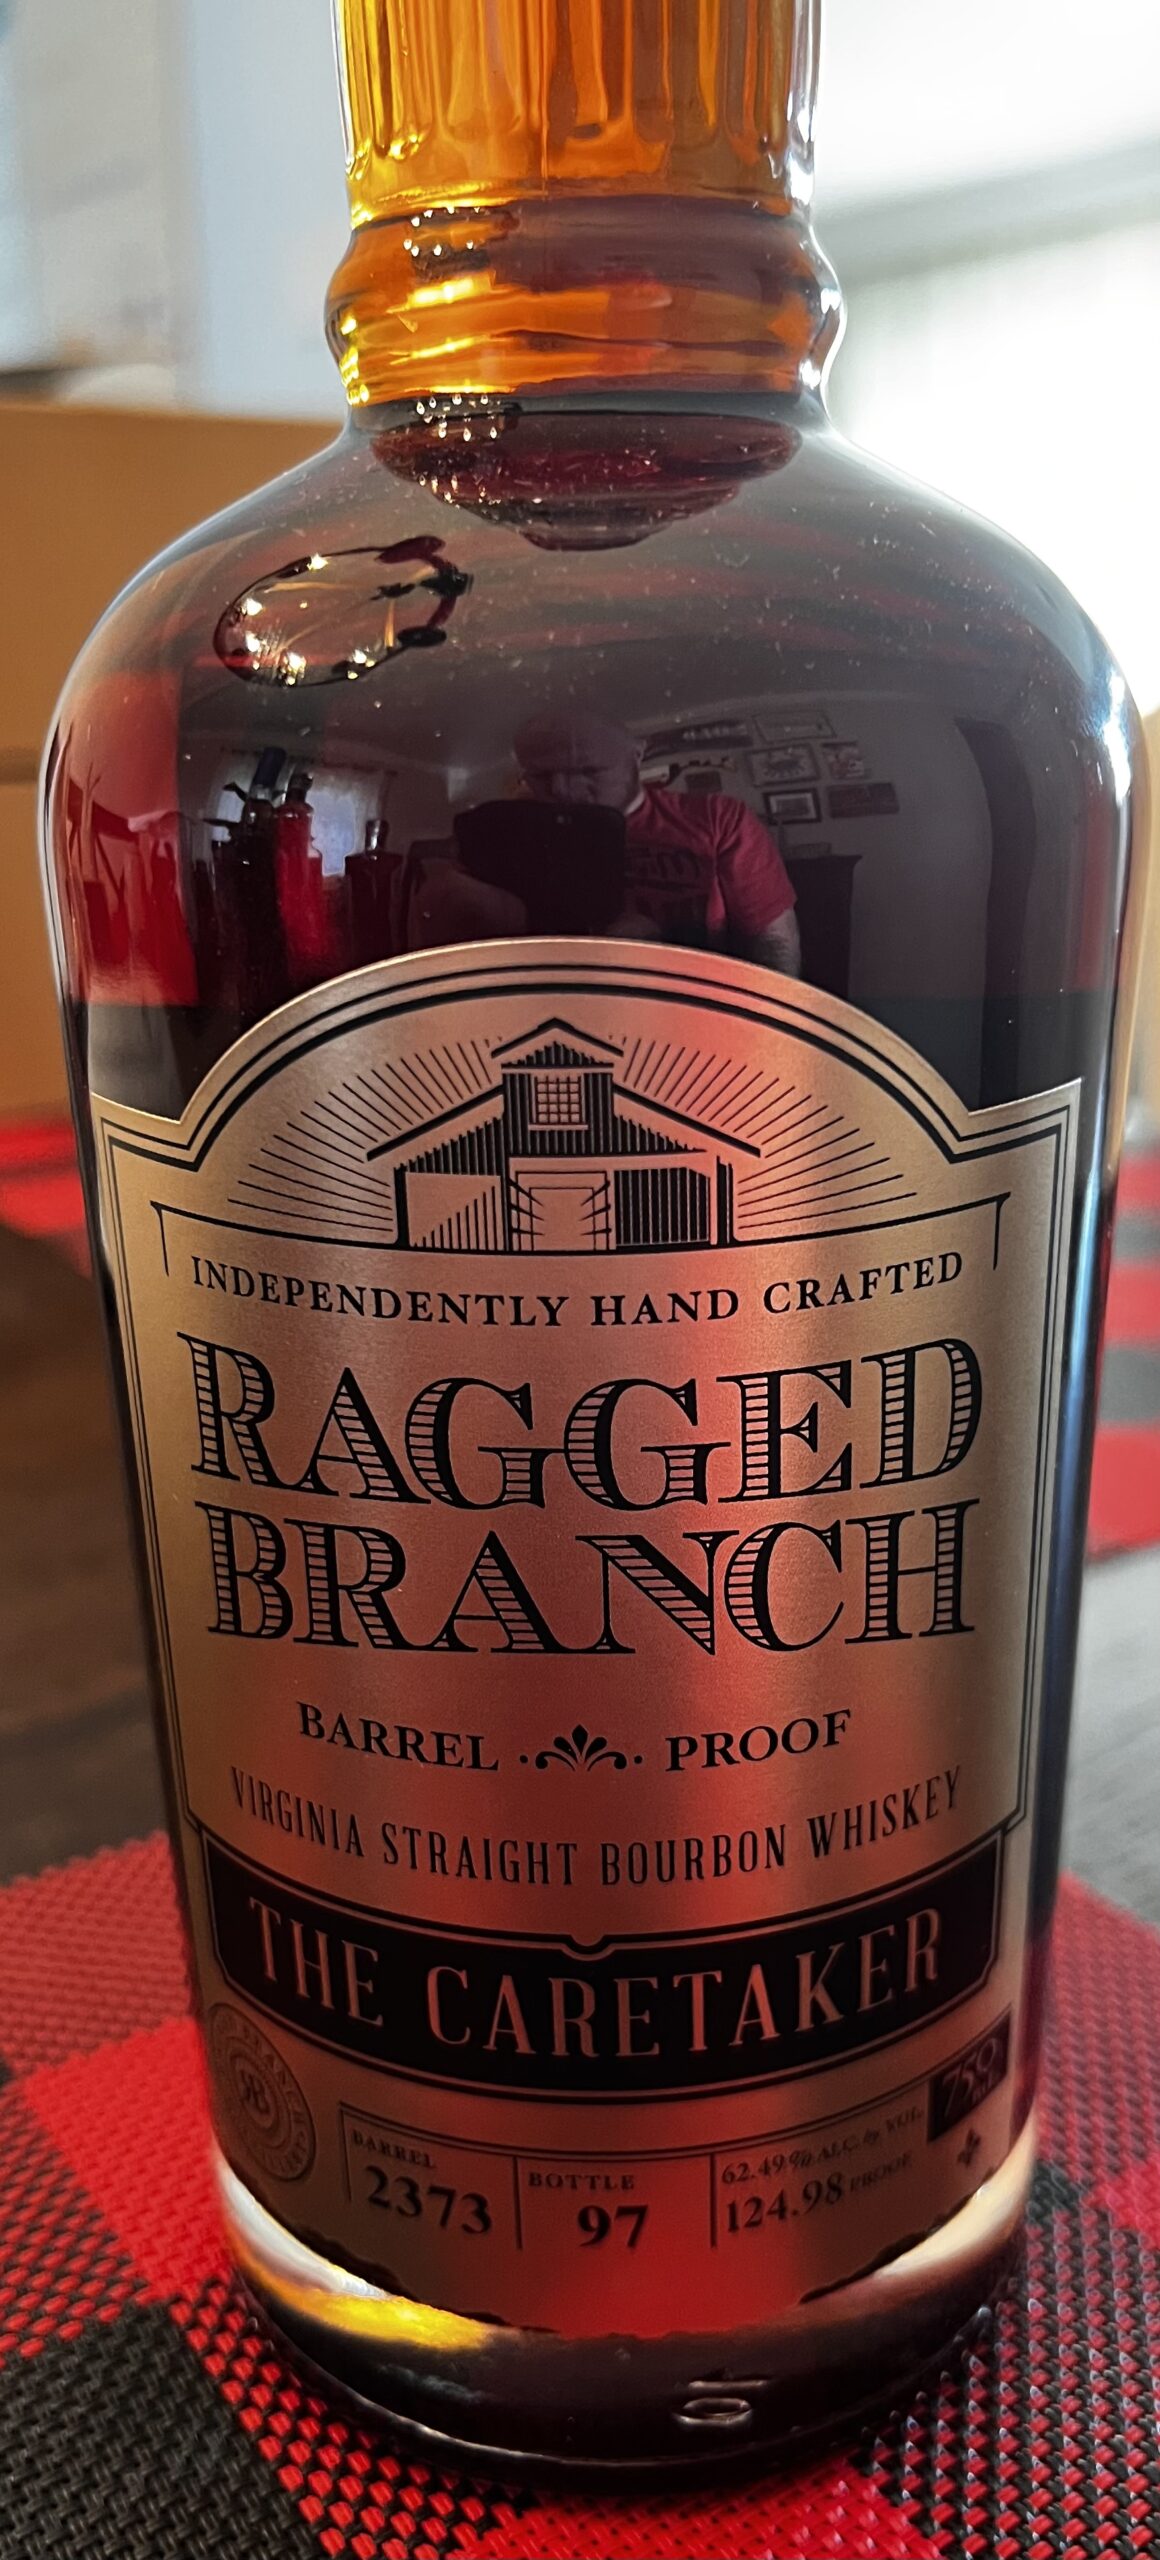 INDEPENDENTLY HAND CRAFTED
RAGGED
BRANCH
BARREL PROOF
VIRGINIA STRAIGHT BOURBON WHISKEY
THE CARETAKER
BARREL
2373
BOTTLE
97
62.49% ALC. by VOL.
124.98 PROOF
750